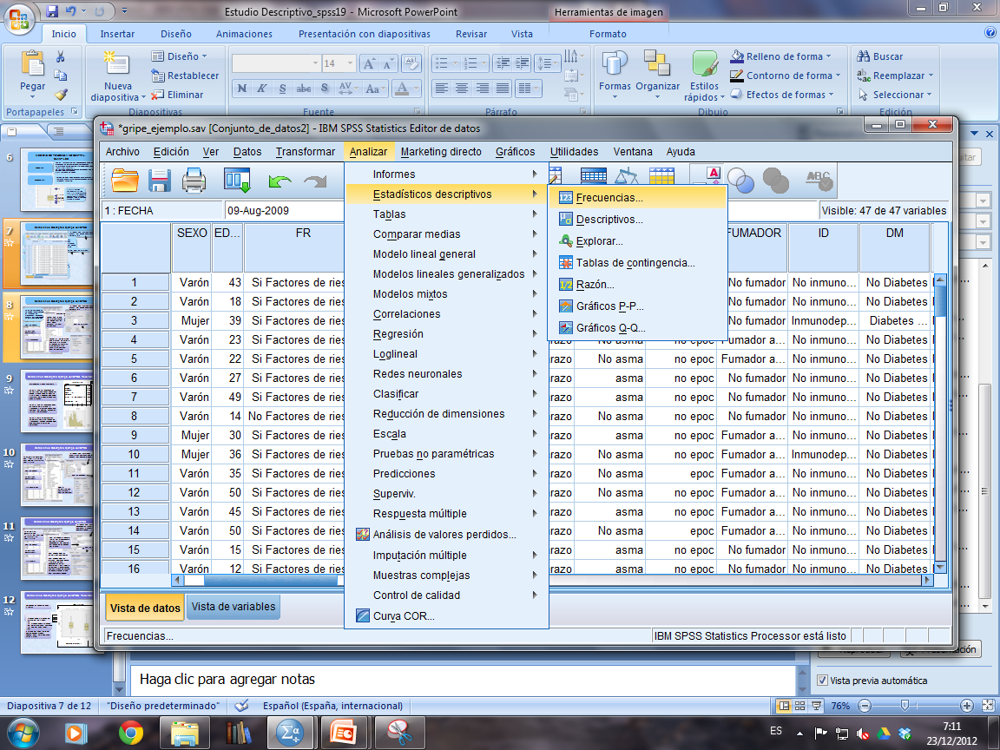 Estudio Descriptivo_spss19 - Microsoft PowerPoint
Herramientas de imagen
Inicio Insertar Diseño Animaciones Presentación con diapositivas Revisar Vista Formato
Pegar
Portapapeles
Nueva diapositiva
Diseño
Restablecer
Eliminar
Diapositivas
14
N K S abc S AV Aa A
Fuente
Párrafo
Formas Organizar Estilos rápidos
Relleno de forma
Contorno de forma
Efectos de formas
Dibujo
Buscar
Reemplazar
Seleccionar
Edición
*gripe_ejemplo.sav [Conjunto_de_datos2] - IBM SPSS Statistics Editor de datos
Archivo Edición Ver Datos Transformar Analizar Marketing directo Gráficos Utilidades Ventana Ayuda
1 : FECHA 09-Aug-2009
Visible: 47 de 47 variables
SEXO ED... FR FUMADOR ID DM
1 Varón 43 Si Factores de ries No fumador No inmuno... No Diabetes
2 Varón 18 Si Factores de ries No fumador No inmuno... No Diabetes
3 Mujer 39 Si Factores de ries No fumador Inmunodep... Diabetes ...
4 Varón 23 Si Factores de ries razo No asma no epoc Fumador a... No inmuno... No Diabetes
5 Varón 22 Si Factores de ries razo No asma no epoc Fumador a... No inmuno... No Diabetes
6 Varón 27 Si Factores de ries razo asma no epoc No fumador No inmuno... No Diabetes
7 Varón 49 Si Factores de ries razo asma no epoc No fumador No inmuno... No Diabetes
8 Varón 14 No Factores de rie razo No asma no epoc No fumador No inmuno... No Diabetes
9 Mujer 30 Si Factores de ries razo asma no epoc Fumador a... No inmuno... No Diabetes
10 Mujer 36 Si Factores de ries razo No asma no epoc Fumador a... Inmunodep... No Diabetes
11 Varón 35 Si Factores de ries razo No asma epoc Fumador a... No inmuno... No Diabetes
12 Varón 50 Si Factores de ries razo No asma no epoc Fumador a... No inmuno... No Diabetes
13 Varón 45 Si Factores de ries razo asma no epoc Fumador a... No inmuno... No Diabetes
14 Varón 50 Si Factores de ries razo No asma no epoc Fumador a... No inmuno... No Diabetes
15 Varón 15 Si Factores de ries razo asma no epoc No fumador No inmuno... No Diabetes
16 Varón 12 Si Factores de ries razo asma no epoc No fumador No inmuno... No Diabetes
Informes
Estadísticos descriptivos
Tablas
Comparar medias
Modelo lineal general
Modelos lineales generalizados
Modelos mixtos
Correlaciones
Regresión
Loglineal
Redes neuronales
Clasificar
Reducción de dimensiones
Escala
Pruebas no paramétricas
Predicciones
Superviv.
Respuesta múltiple
Análisis de valores perdidos...
Imputación múltiple
Muestras complejas
Control de calidad
Curva COR...
Frecuencias...
Descriptivos...
Explorar...
Tablas de contingencia...
Razón...
Gráficos P-P...
Gráficos Q-Q...
Vista de datos Vista de variables
Frecuencias...
IBM SPSS Statistics Processor está listo
6
7
8
9
10
11
12
Haga clic para agregar notas
Vista previa automática
Diapositiva 7 de 12 "Diseño predeterminado" Español (España, internacional) 76%
ES
7:11
23/12/2012